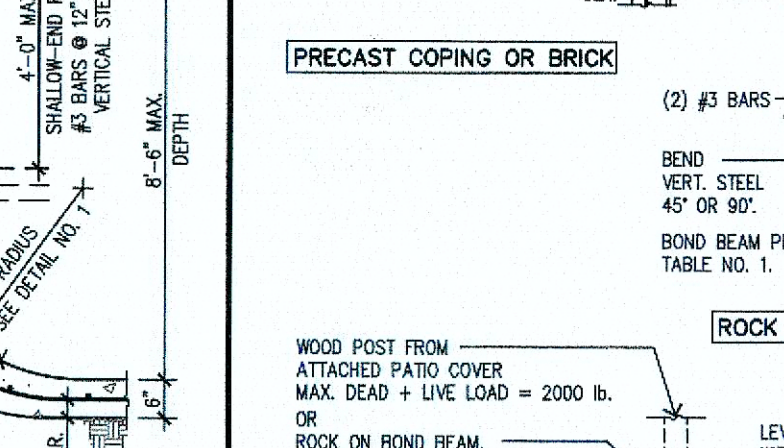 4'-0" MA
SHALLOW-END
#3 BARS @ 12"
VERTICAL STE
8'-6" MAX.
DEPTH
RADIUS
SEE DETAIL NO. 1
6"
R.
PRECAST COPING OR BRICK
(2) #3 BARS
BEND
VERT. STEEL
45° OR 90°.
BOND BEAM P
TABLE NO. 1.
ROCK
WOOD POST FROM
ATTACHED PATIO COVER
MAX. DEAD + LIVE LOAD = 2000 lb.
OR
ROCK ON BOND BEAM.
LE